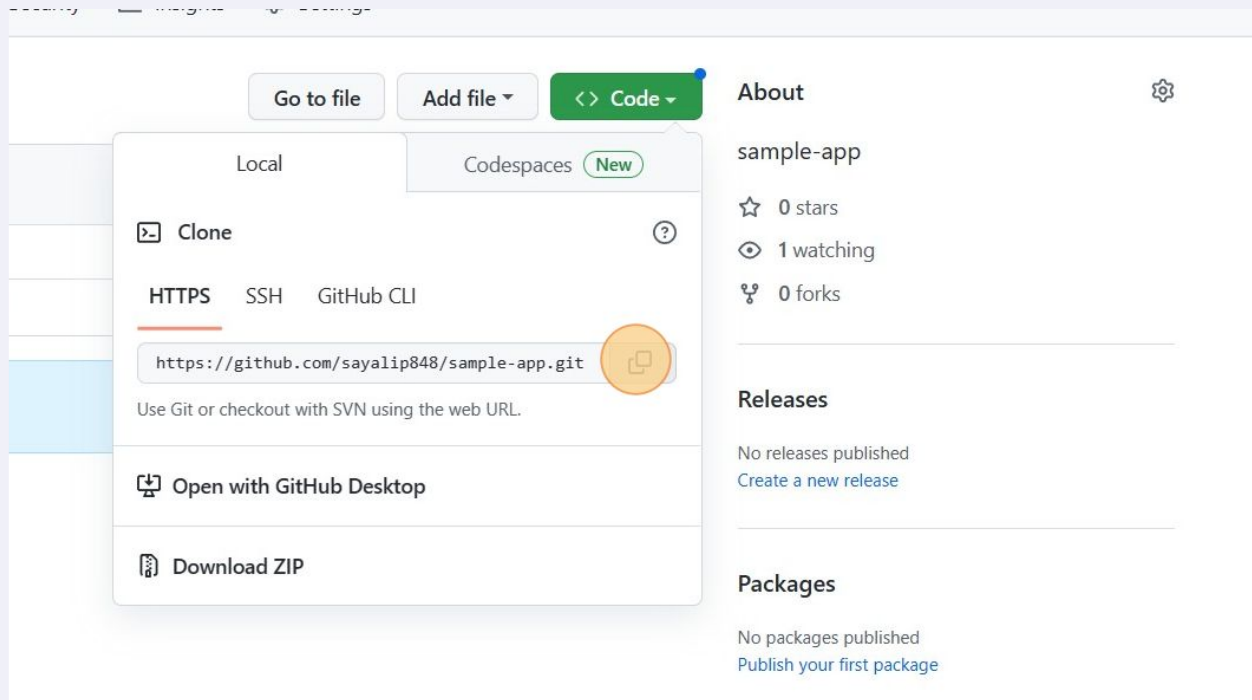 Go to file Add file Code
Local Codespaces New
Clone
HTTPS SSH GitHub CLI
https://github.com/sayalip848/sample-app.git
Use Git or checkout with SVN using the web URL.
Open with GitHub Desktop
Download ZIP
About
sample-app
0 stars
1 watching
0 forks
Releases
No releases published
Create a new release
Packages
No packages published
Publish your first package